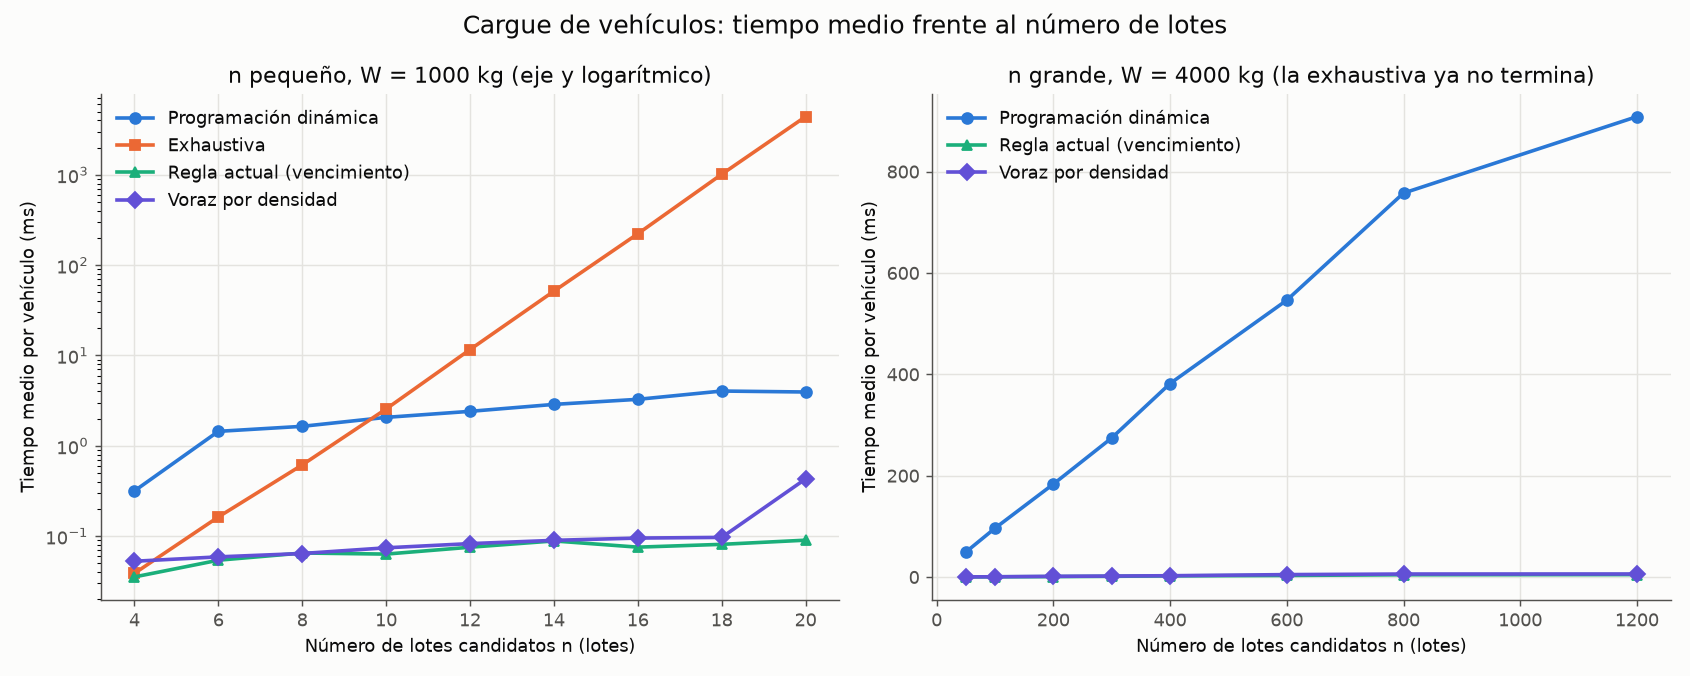 Cargue de vehículos: tiempo medio frente al número de lotes
n pequeño, W = 1000 kg (eje y logarítmico)
Programación dinámica
Exhaustiva
Regla actual (vencimiento)
Voraz por densidad
Tiempo medio por vehículo (ms)
10³
10²
10¹
10⁰
10⁻¹
4 6 8 10 12 14 16 18 20
Número de lotes candidatos n (lotes)
n grande, W = 4000 kg (la exhaustiva ya no termina)
Programación dinámica
Regla actual (vencimiento)
Voraz por densidad
Tiempo medio por vehículo (ms)
800
600
400
200
0
0 200 400 600 800 1000 1200
Número de lotes candidatos n (lotes)